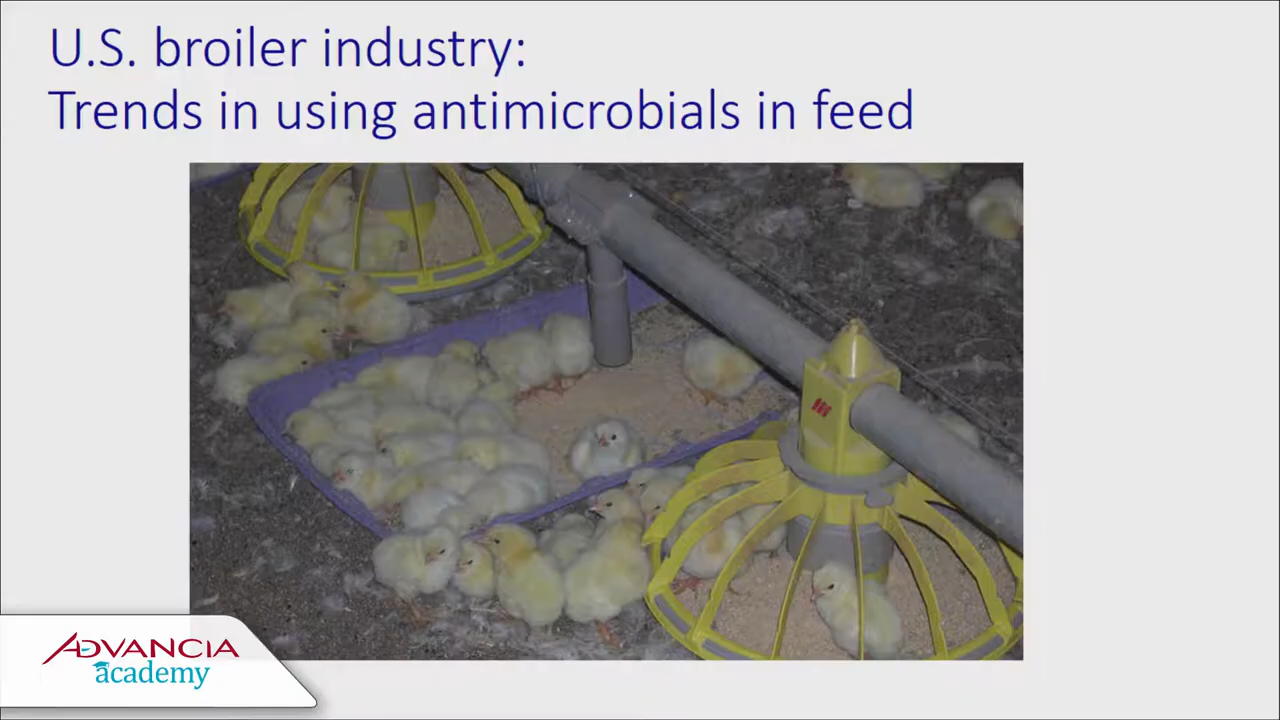 U.S. broiler industry:
Trends in using antimicrobials in feed
ADVANCIA
academy